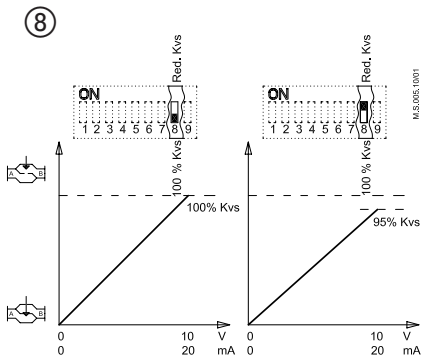 8
Red. Kvs
Red. Kvs
ON
1 2 3 4 5 6 7 8 9
ON
1 2 3 4 5 6 7 8 9
M.S.005.10/01
100 % Kvs
100 % Kvs
A B
100% Kvs
95% Kvs
A B
0 10 V
0 20 mA
0 10 V
0 20 mA